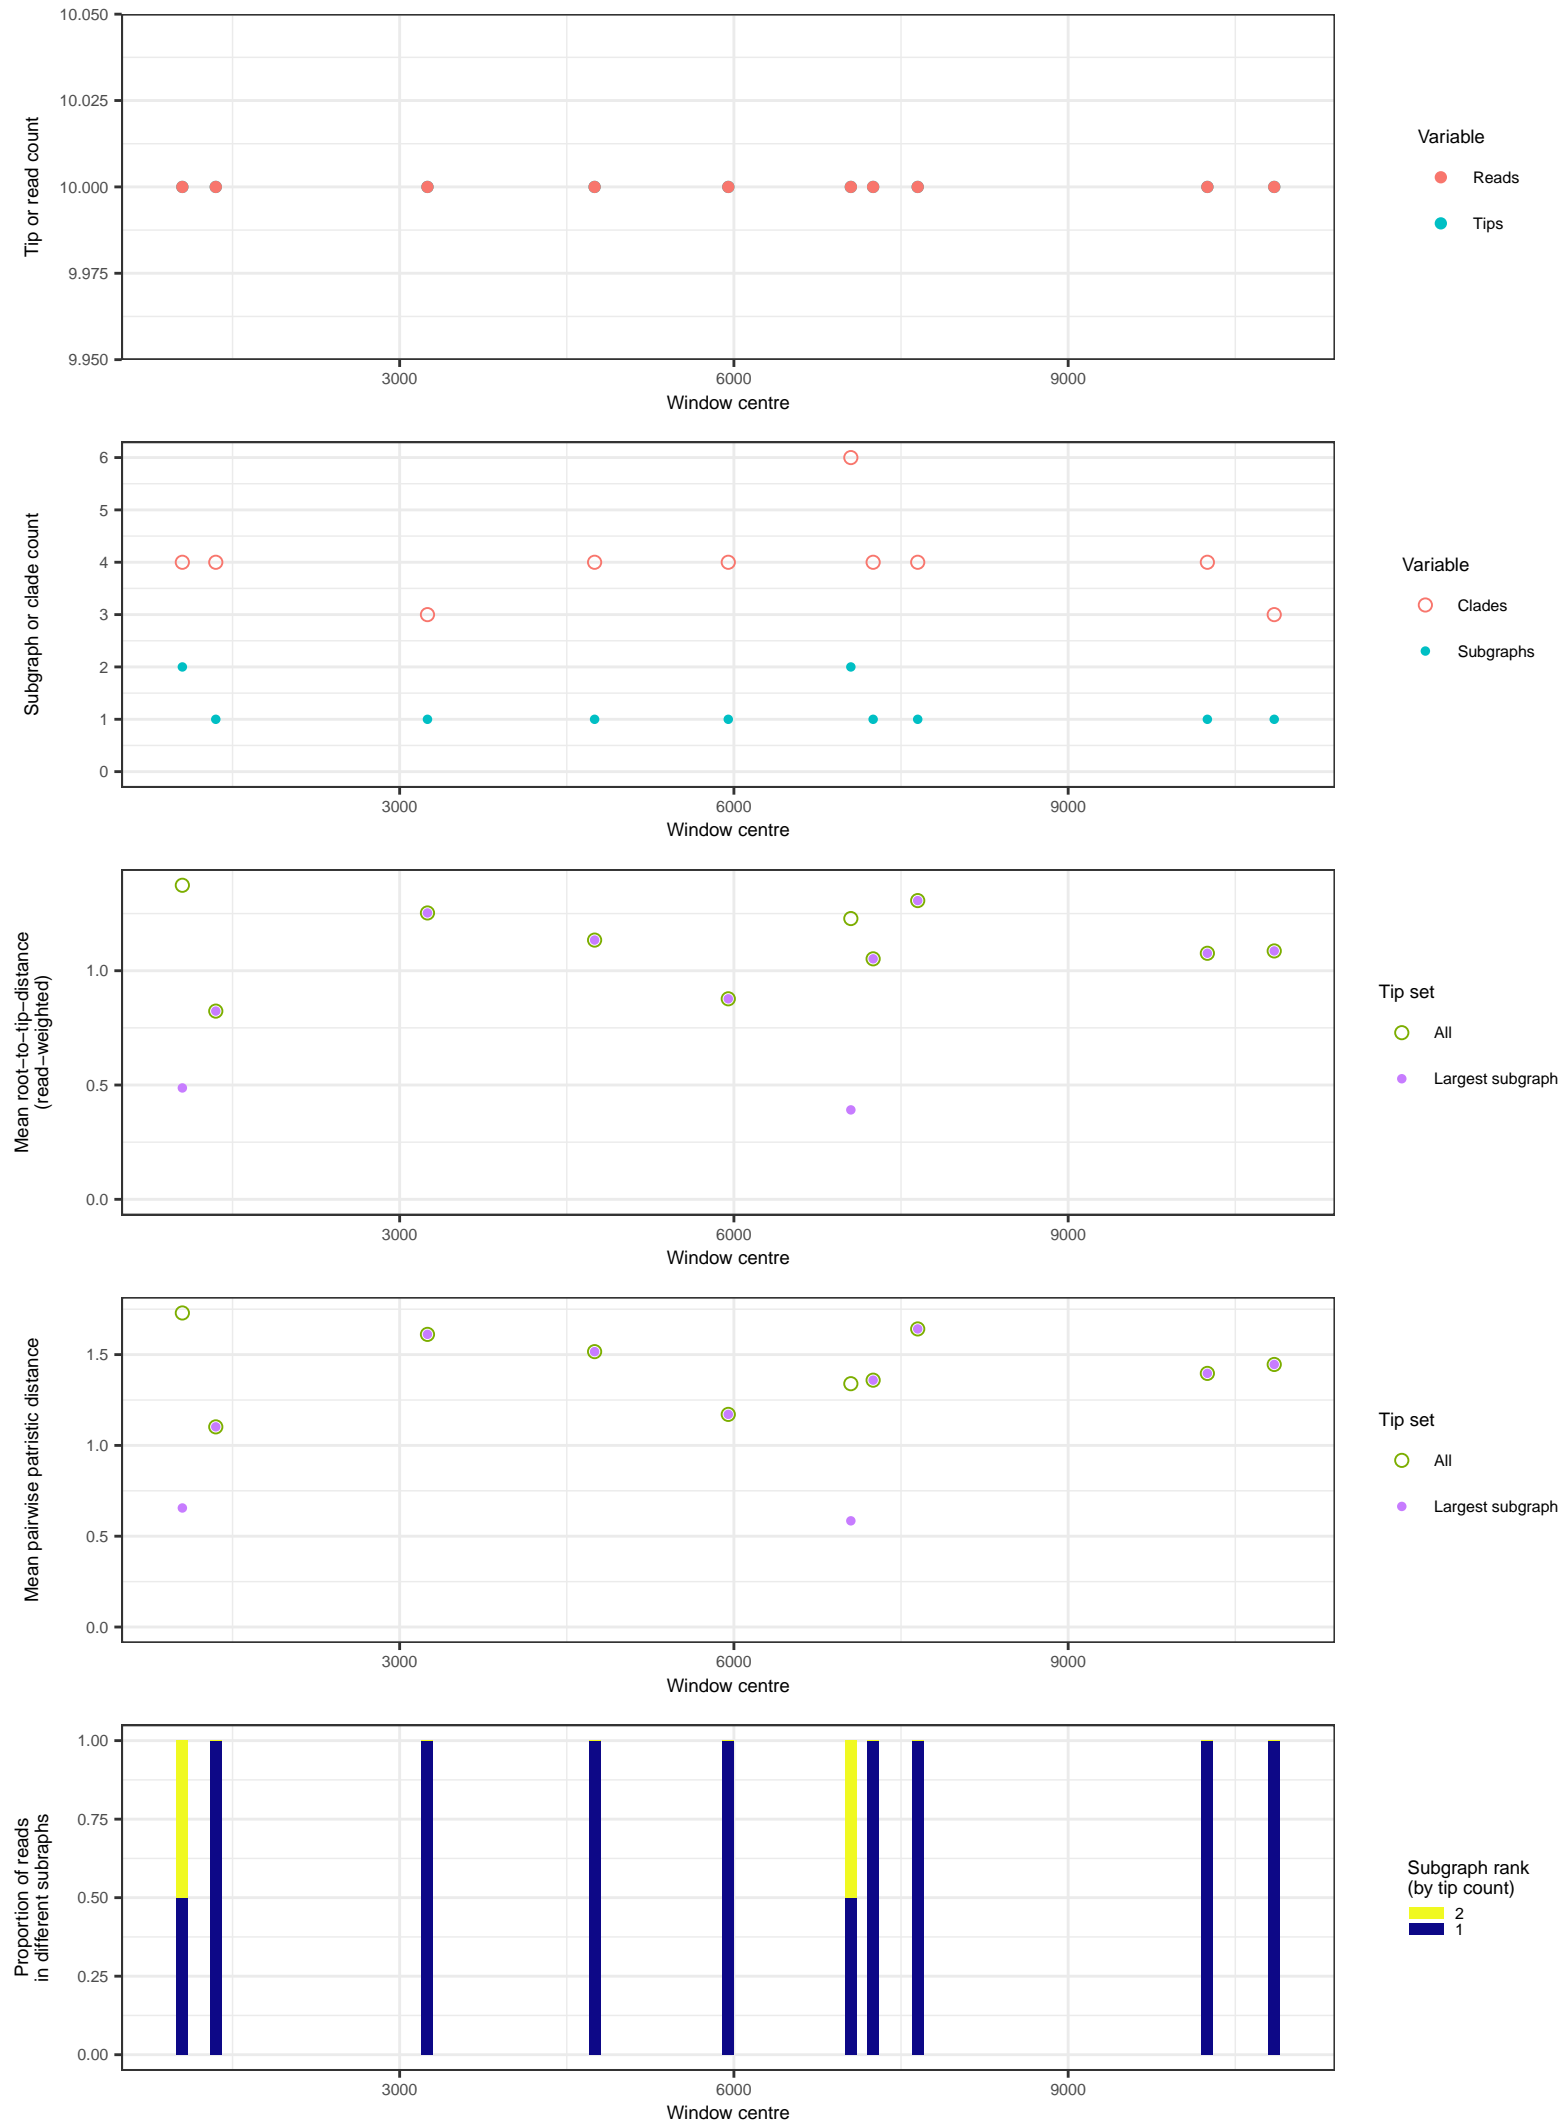 10.050
10.025
10.000
9.975
9.950
Tip or read count
3000
6000
9000
Window centre
Variable
Reads
Tips
6
5
4
3
2
1
0
Subgraph or clade count
3000
6000
9000
Window centre
Variable
Clades
Subgraphs
1.0
0.5
0.0
Mean root−to−tip−distance
(read−weighted)
3000
6000
9000
Window centre
Tip set
All
Largest subgraph
1.5
1.0
0.5
0.0
Mean pairwise patristic distance
3000
6000
9000
Window centre
Tip set
All
Largest subgraph
1.00
0.75
0.50
0.25
0.00
Proportion of reads
in different subraphs
3000
6000
9000
Window centre
Subgraph rank
(by tip count)
2
1